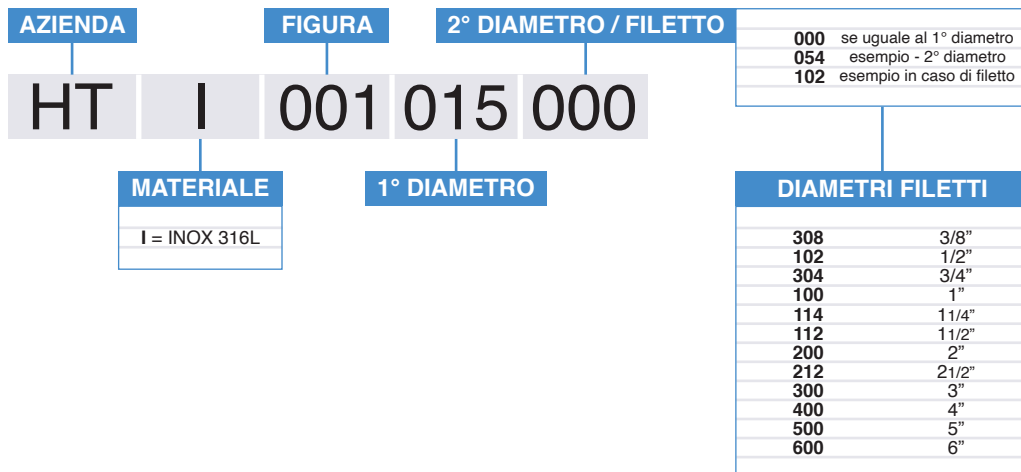 AZIENDA
FIGURA
2° DIAMETRO / FILETTO
000 se uguale al 1° diametro
054 esempio - 2° diametro
102 esempio in caso di filetto
HT I 001 015 000
MATERIALE
1° DIAMETRO
I = INOX 316L
DIAMETRI FILETTI
308 3/8”
102 1/2”
304 3/4”
100 1”
114 11/4”
112 11/2”
200 2”
212 21/2”
300 3”
400 4”
500 5”
600 6”